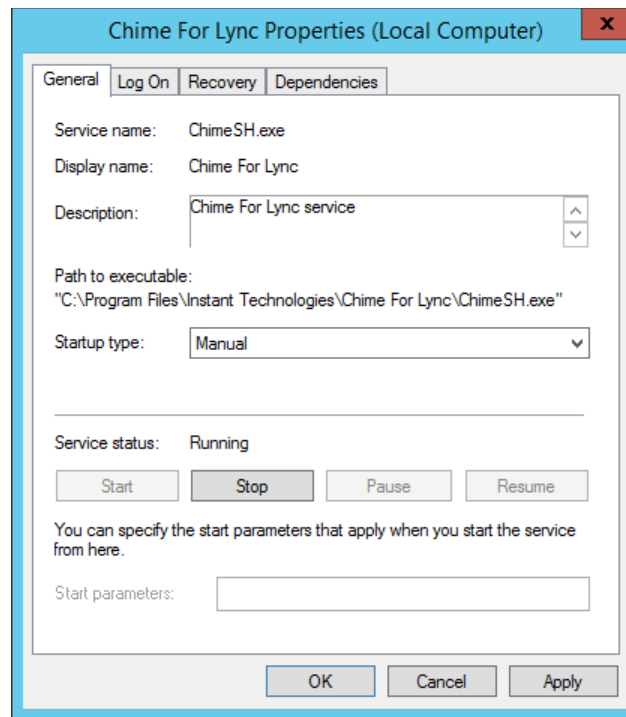 Chime For Lync Properties (Local Computer)
x
General Log On Recovery Dependencies
Service name: ChimeSH.exe
Display name: Chime For Lync
Description: Chime For Lync service
Path to executable:
"C:\Program Files\Instant Technologies\Chime For Lync\ChimeSH.exe"
Startup type: Manual
Service status: Running
Start Stop Pause Resume
You can specify the start parameters that apply when you start the service
from here.
Start parameters:
OK Cancel Apply